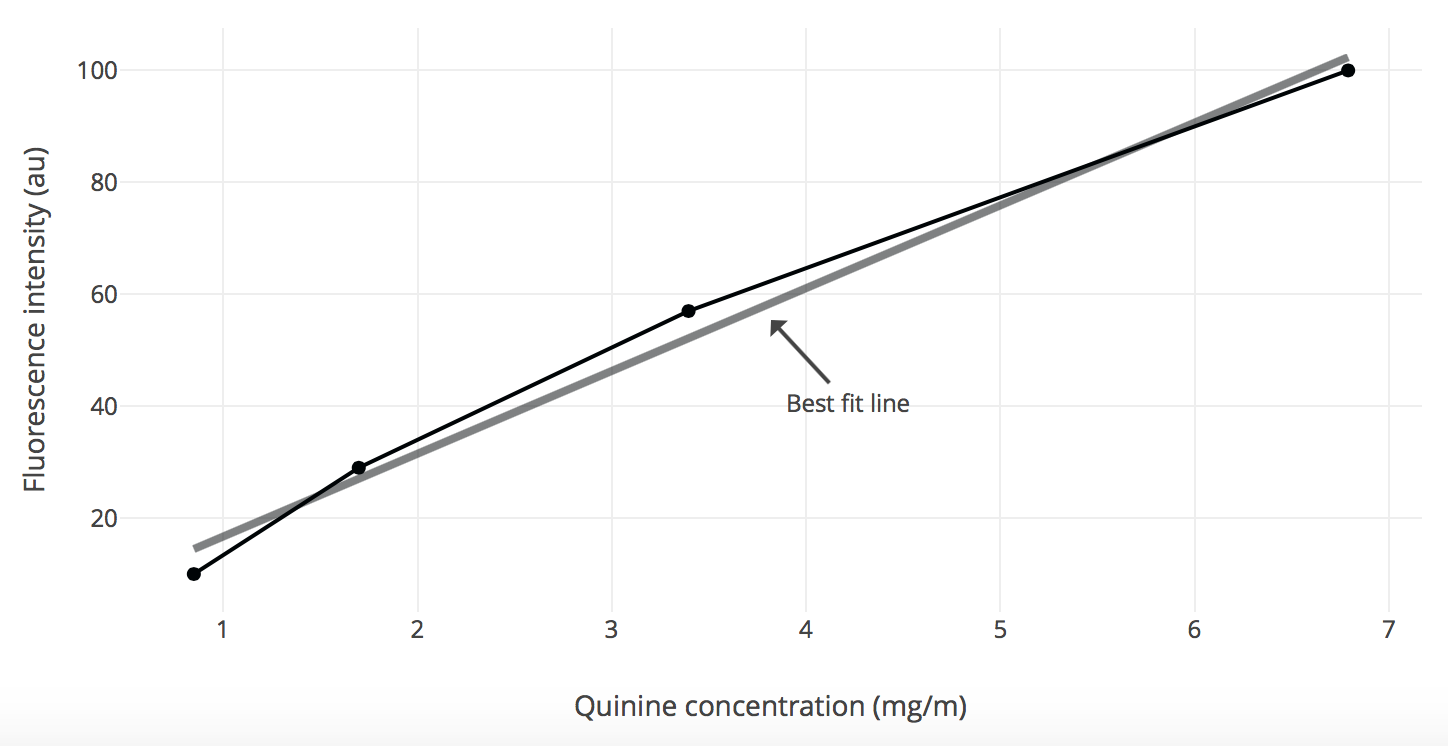 100
80
60
40
20
Fluorescence intensity (au)
Best fit line
1 2 3 4 5 6 7
Quinine concentration (mg/m)